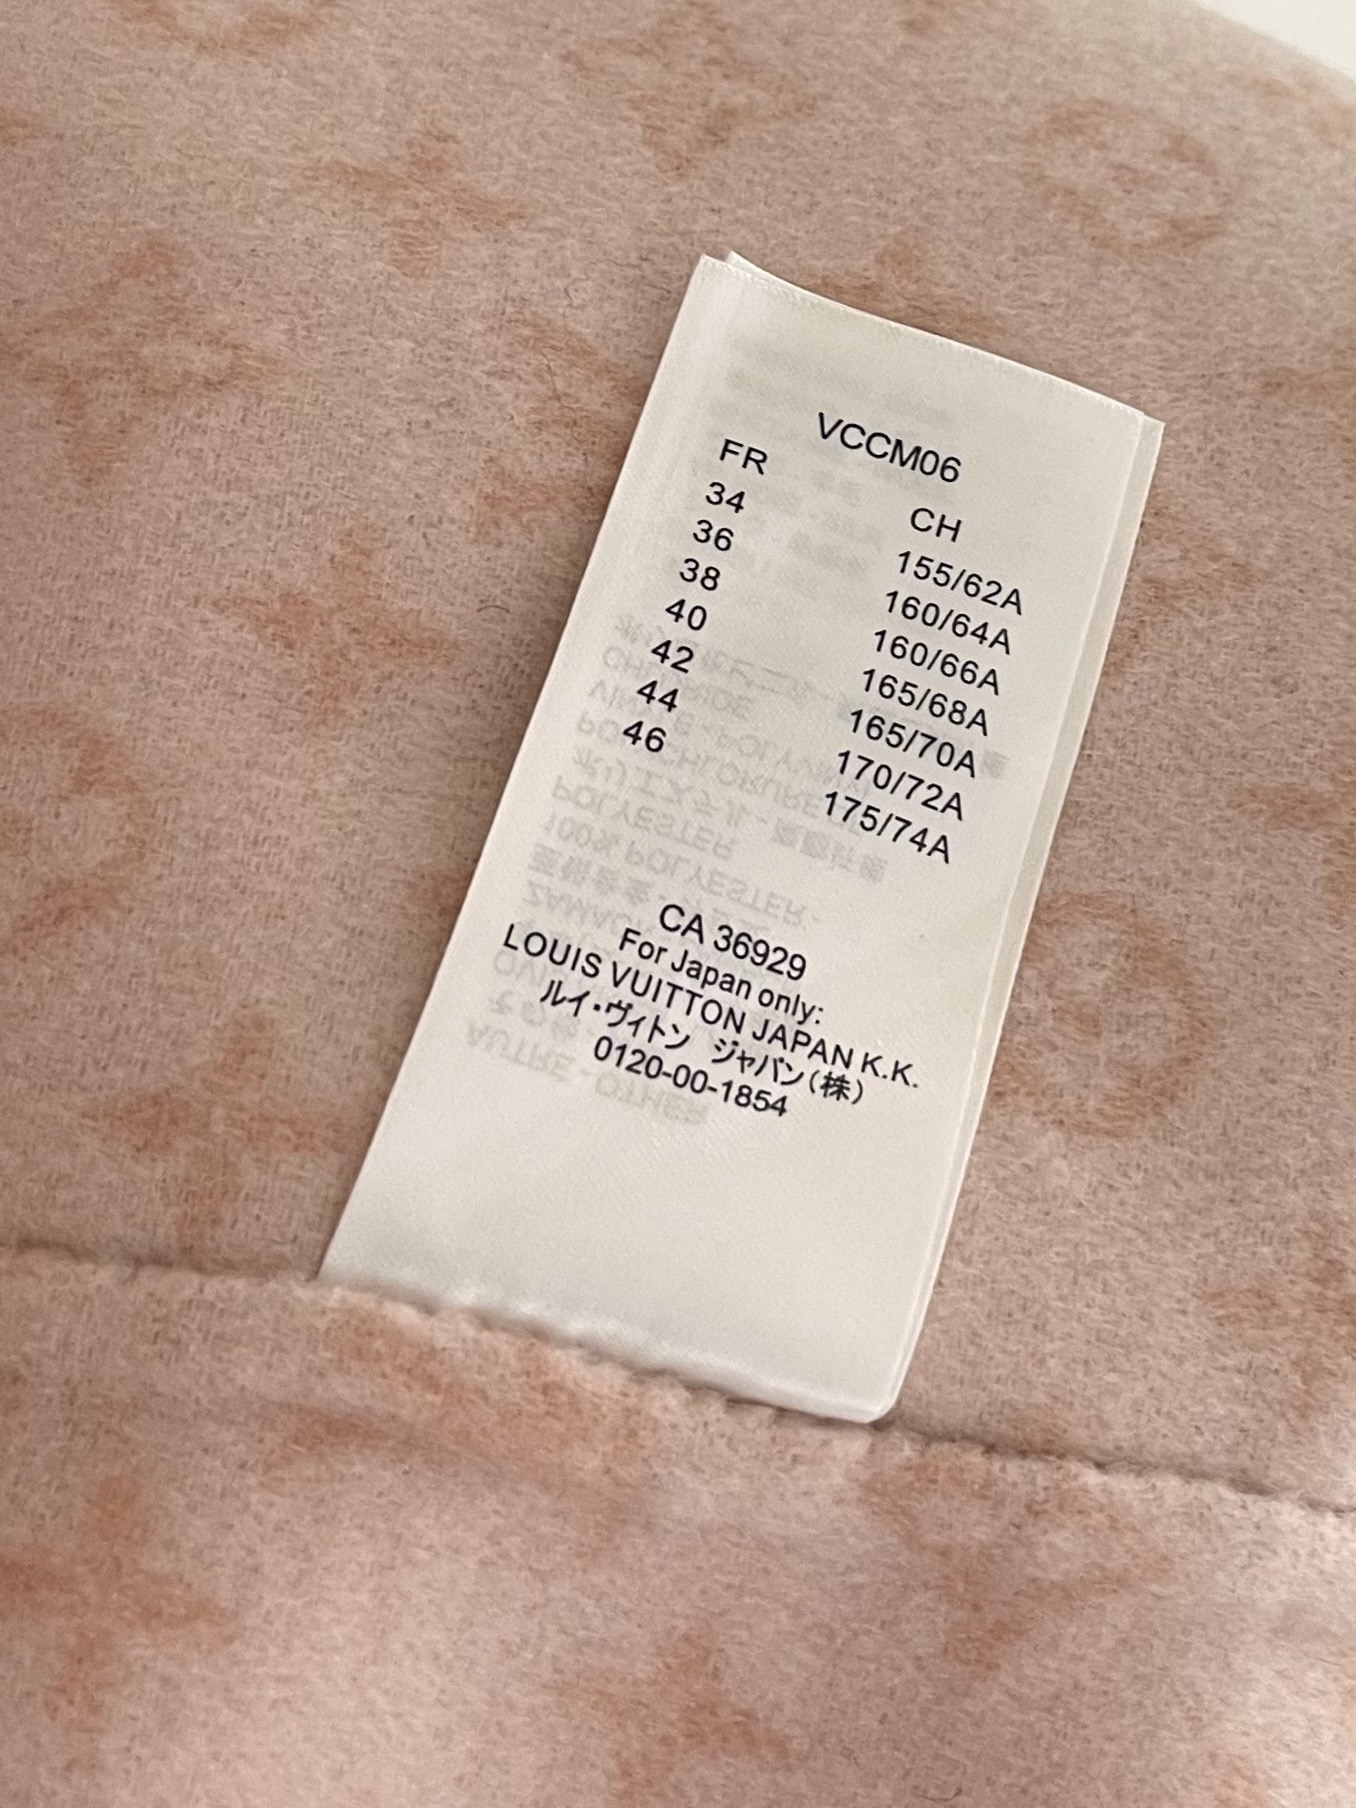 VCCM06
FR CH
34 155/62A
36 160/64A
38 160/66A
40 165/68A
42 165/70A
44 170/72A
46 175/74A
CA 36929
For Japan only:
LOUIS VUITTON JAPAN K.K.
ルイ・ヴィトン ジャパン(株)
0120-00-1854